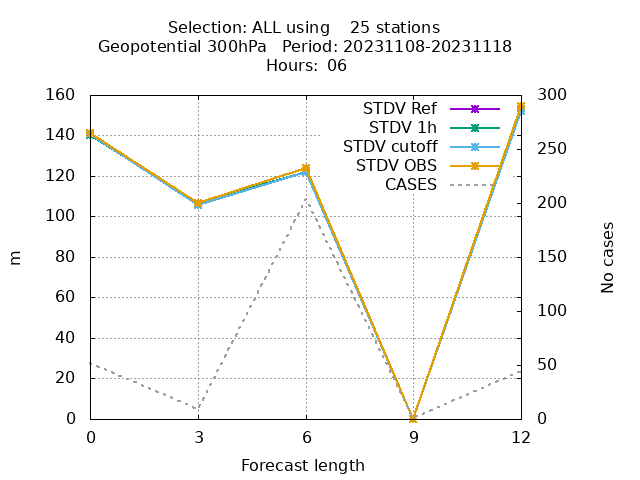 Selection: ALL using    25 stations
Geopotential 300hPa   Period: 20231108-20231118
Hours: 06
160
140
120
100
80
60
40
20
0
m
STDV Ref
STDV 1h
STDV cutoff
STDV OBS
CASES
300
250
200
150
100
50
0
No cases
0 3 6 9 12
Forecast length